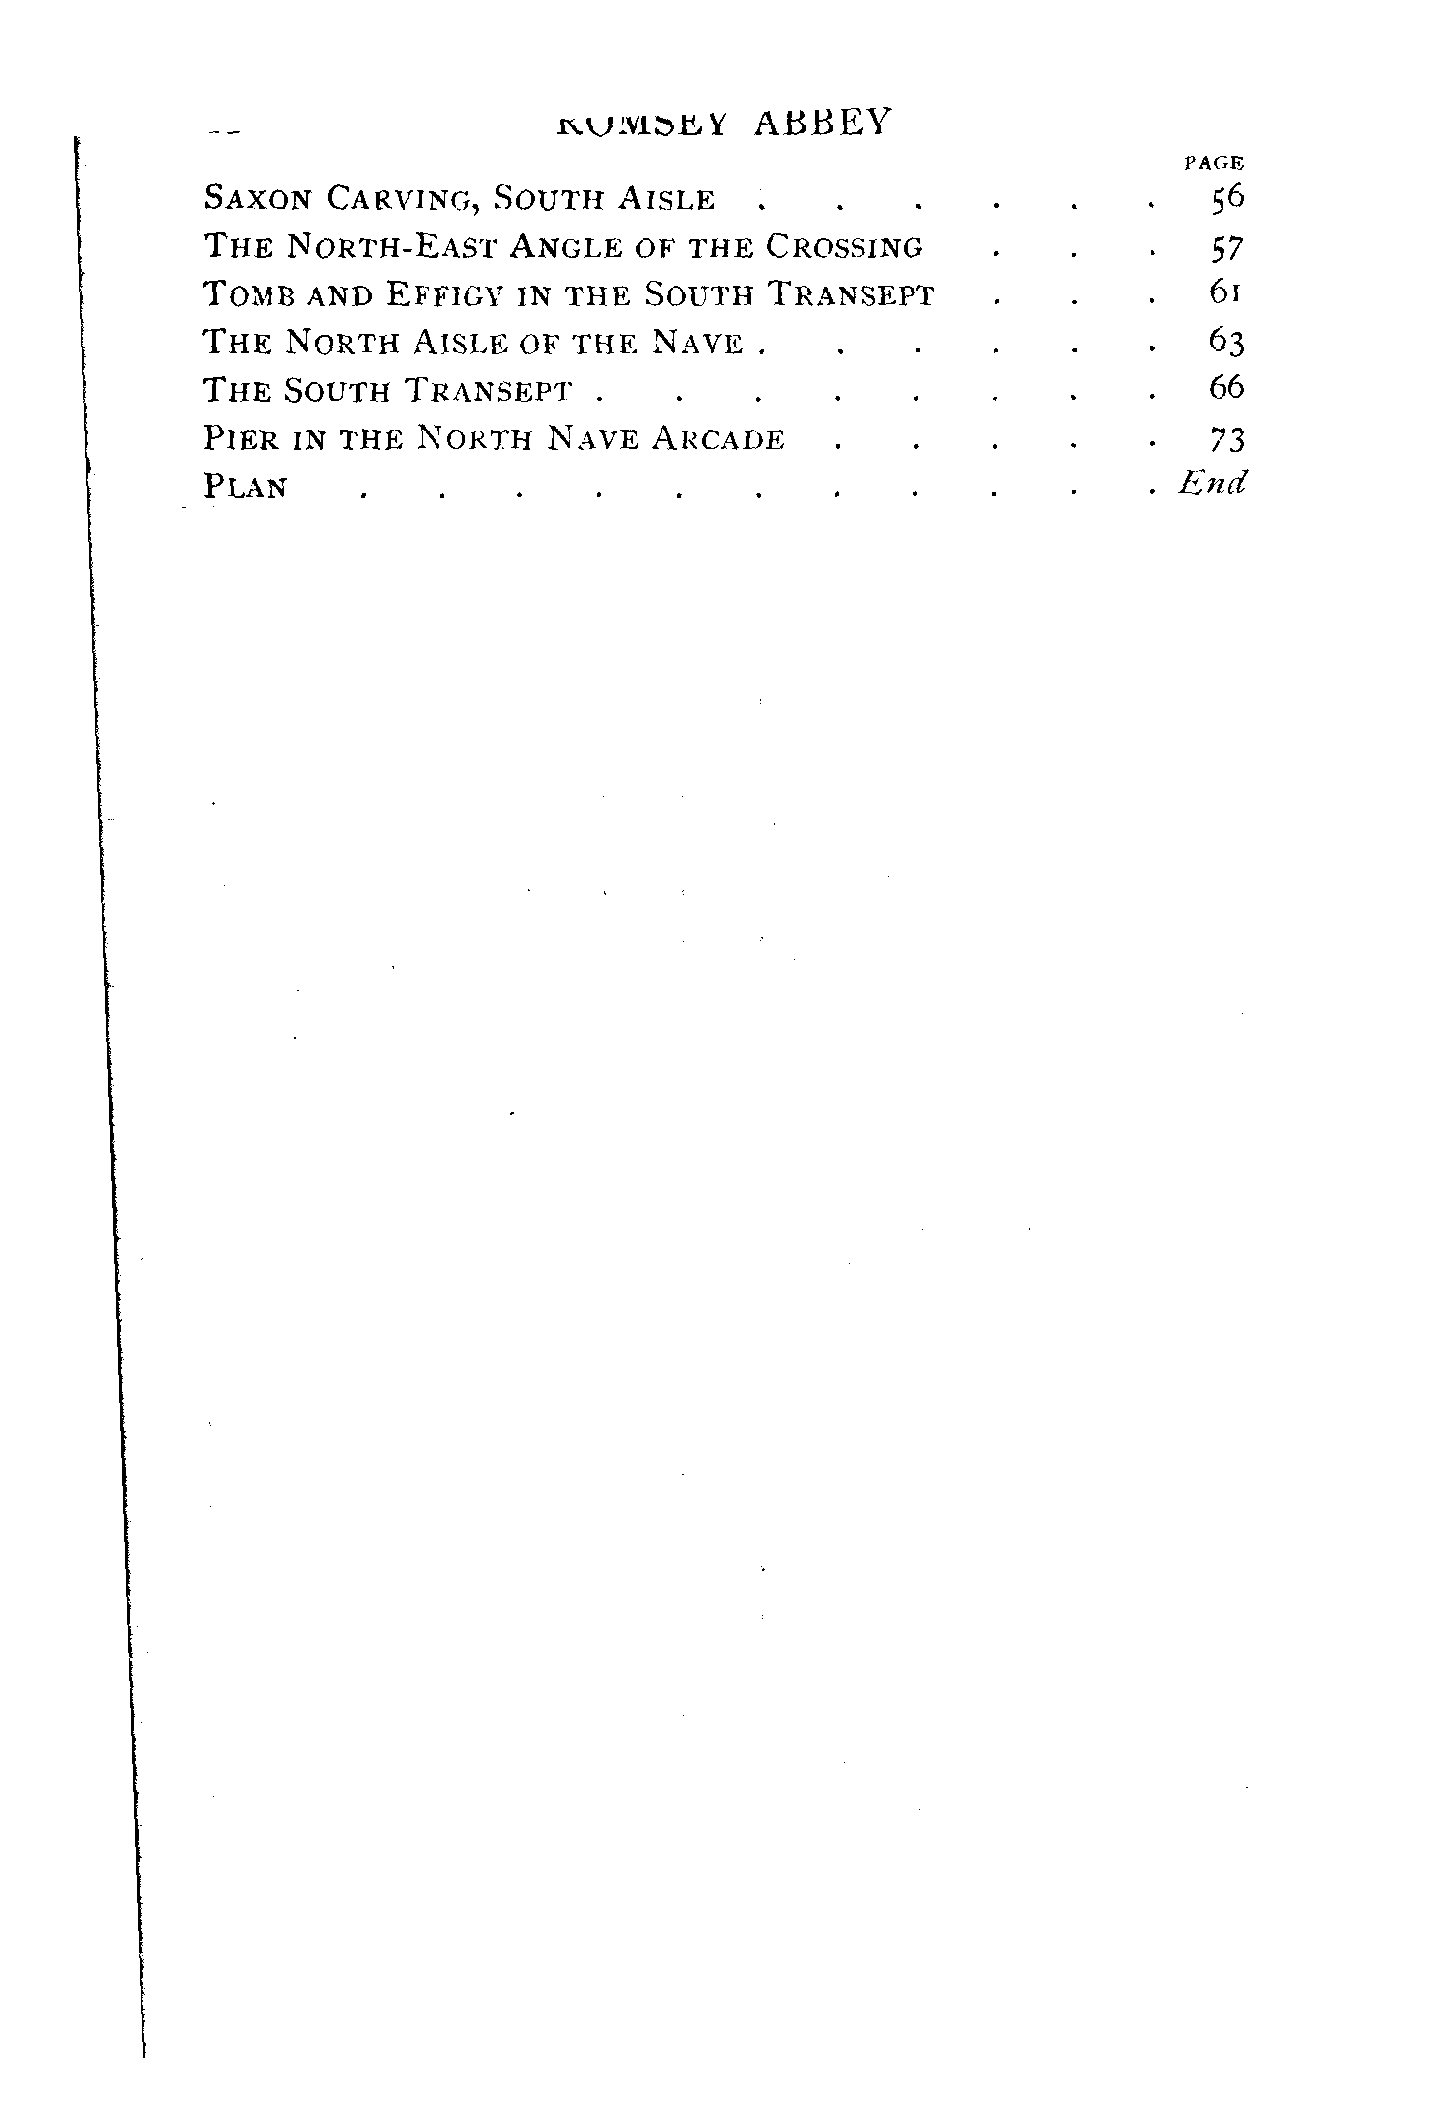 ROMSEY ABBEY
PAGE
SAXON CARVING, SOUTH AISLE . . . . . . 56
THE NORTH-EAST ANGLE OF THE CROSSING . . . 57
TOMB AND EFFIGY IN THE SOUTH TRANSEPT . . . 61
THE NORTH AISLE OF THE NAVE . . . . . . 63
THE SOUTH TRANSEPT . . . . . . . . 66
PIER IN THE NORTH NAVE ARCADE . . . . . 73
PLAN . . . . . . . . . . . End